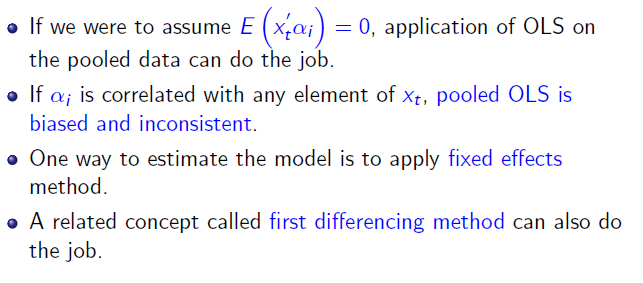 If we were to assume E(x′ₜαᵢ) = 0, application of OLS on
the pooled data can do the job.
If αᵢ is correlated with any element of xₜ, pooled OLS is
biased and inconsistent.
One way to estimate the model is to apply fixed effects
method.
A related concept called first differencing method can also do
the job.